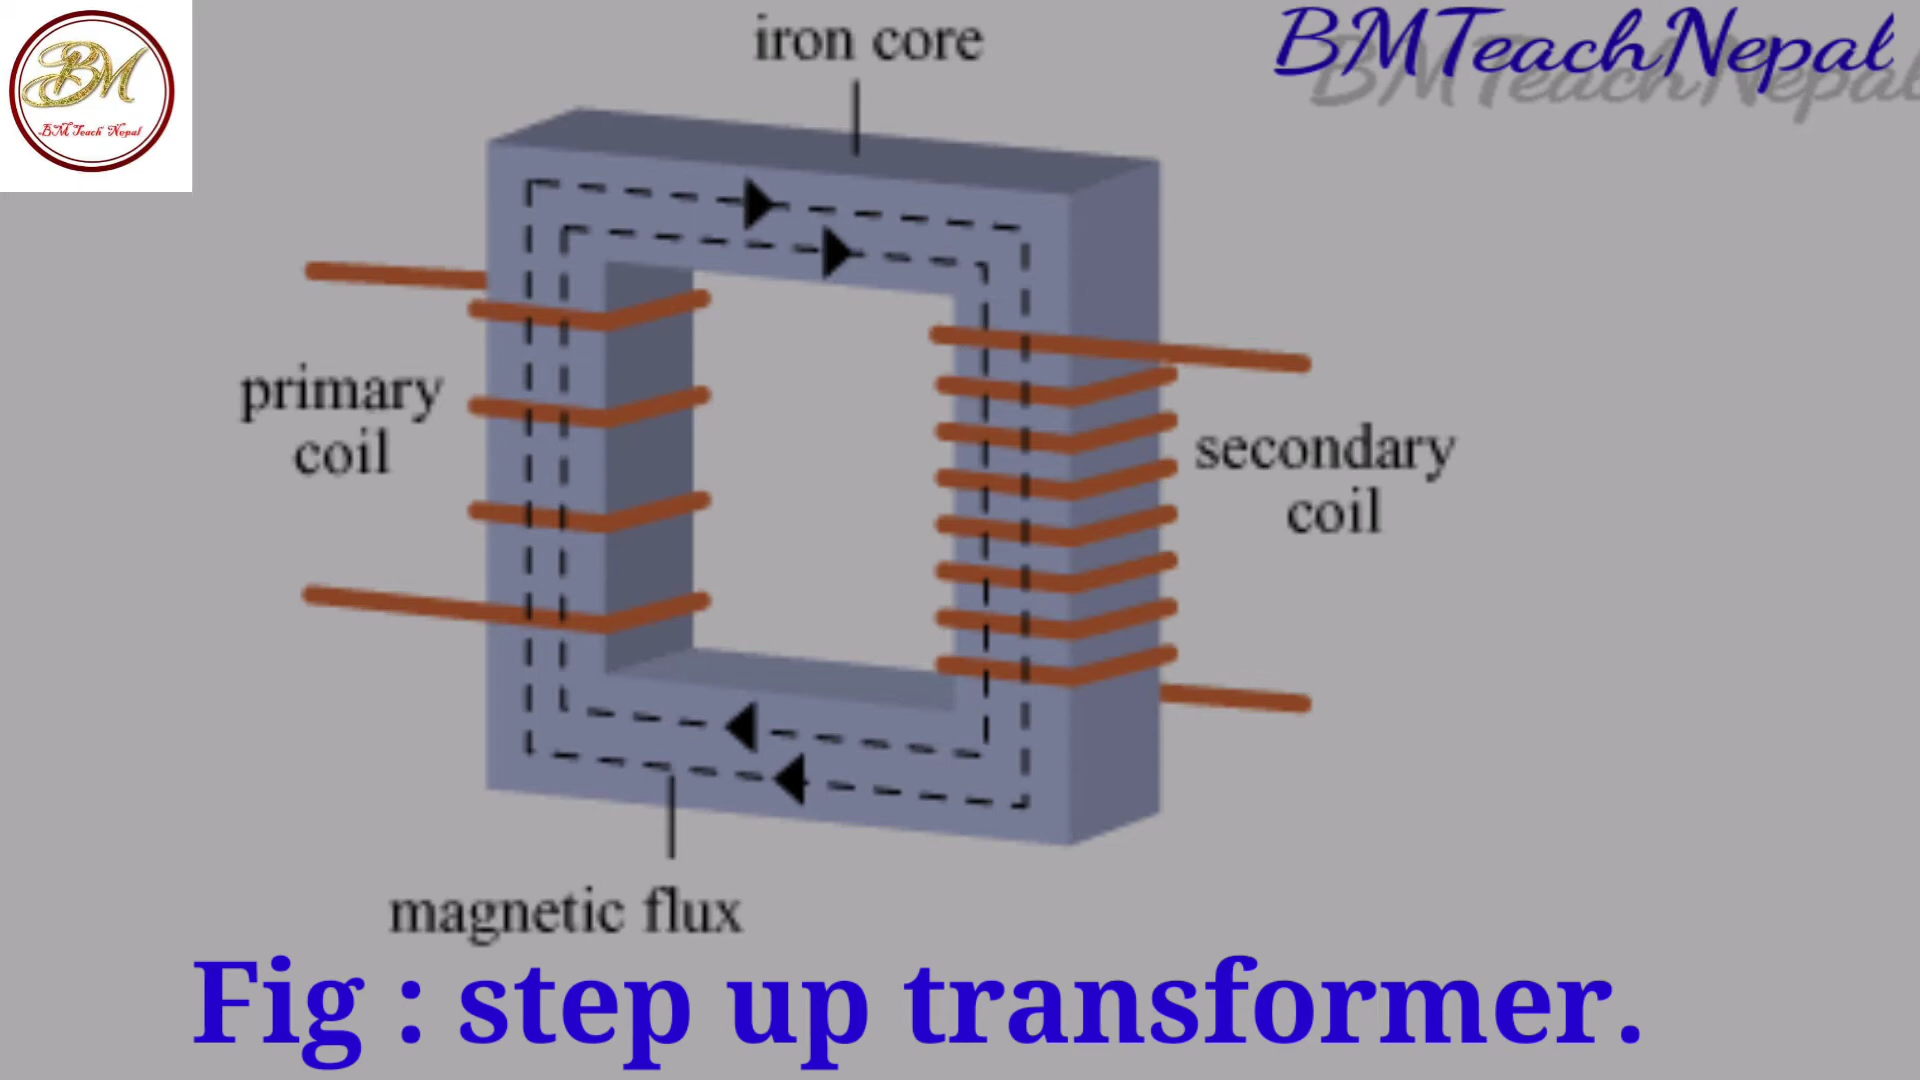 BM
BM Teach Nepal
BMTeachNepal
iron core
primary
coil
secondary
coil
magnetic flux
Fig : step up transformer.